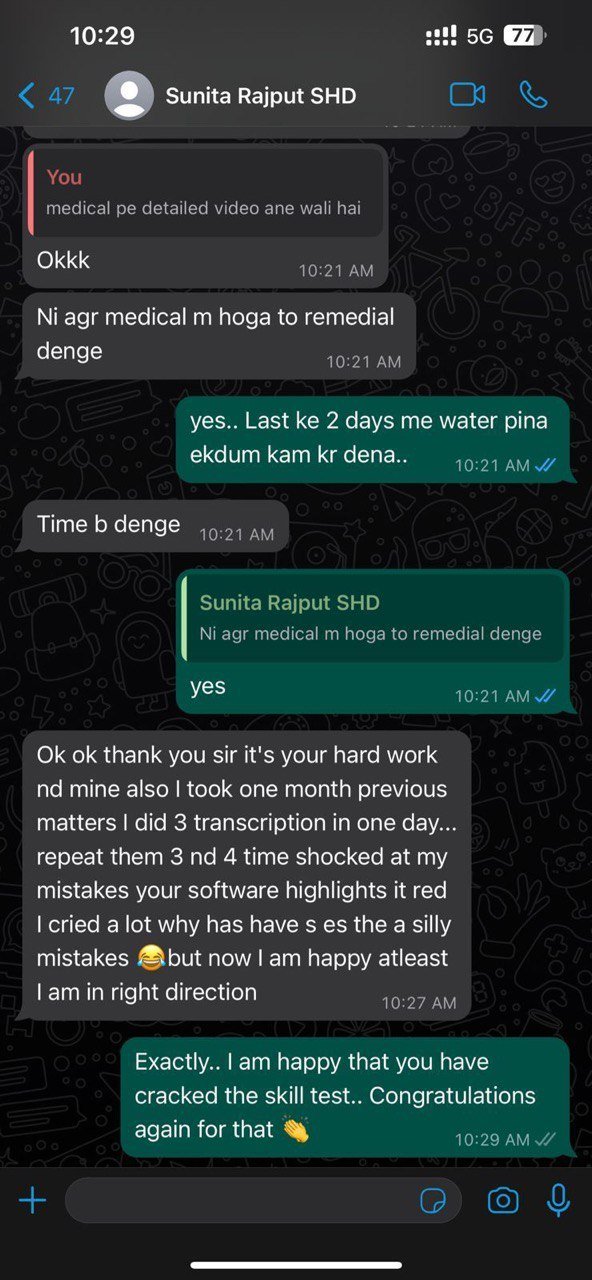 10:29
5G 77
47 Sunita Rajput SHD
You
medical pe detailed video ane wali hai
Okkk
10:21 AM
Ni agr medical m hoga to remedial
denge
10:21 AM
yes.. Last ke 2 days me water pina
ekdum kam kr dena..
10:21 AM
Time b denge
10:21 AM
Sunita Rajput SHD
Ni agr medical m hoga to remedial denge
yes
10:21 AM
Ok ok thank you sir it's your hard work
nd mine also I took one month previous
matters I did 3 transcription in one day...
repeat them 3 nd 4 time shocked at my
mistakes your software highlights it red
I cried a lot why has have s es the a silly
mistakes 😂but now I am happy atleast
I am in right direction
10:27 AM
Exactly.. I am happy that you have
cracked the skill test.. Congratulations
again for that 👏
10:29 AM